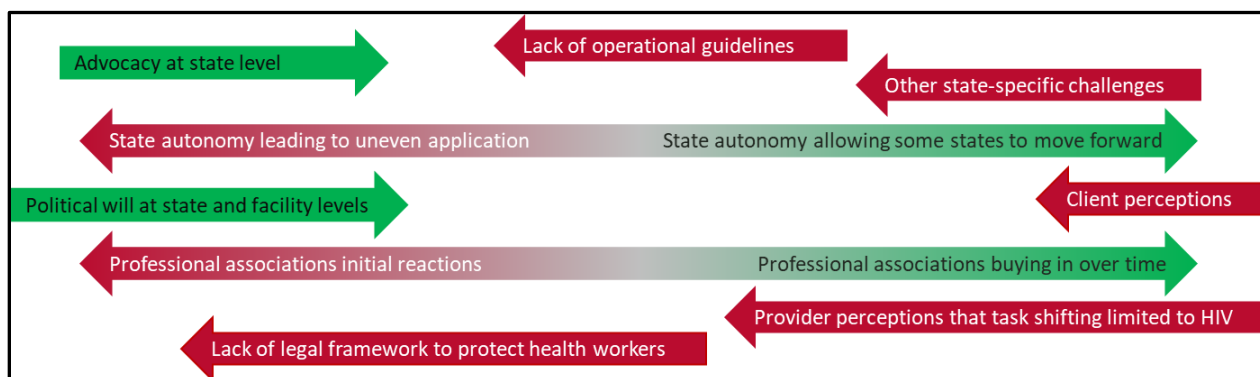 Lack of operational guidelines
Advocacy at state level
Other state-specific challenges
State autonomy leading to uneven application
State autonomy allowing some states to move forward
Political will at state and facility levels
Client perceptions
Professional associations initial reactions
Professional associations buying in over time
Provider perceptions that task shifting limited to HIV
Lack of legal framework to protect health workers